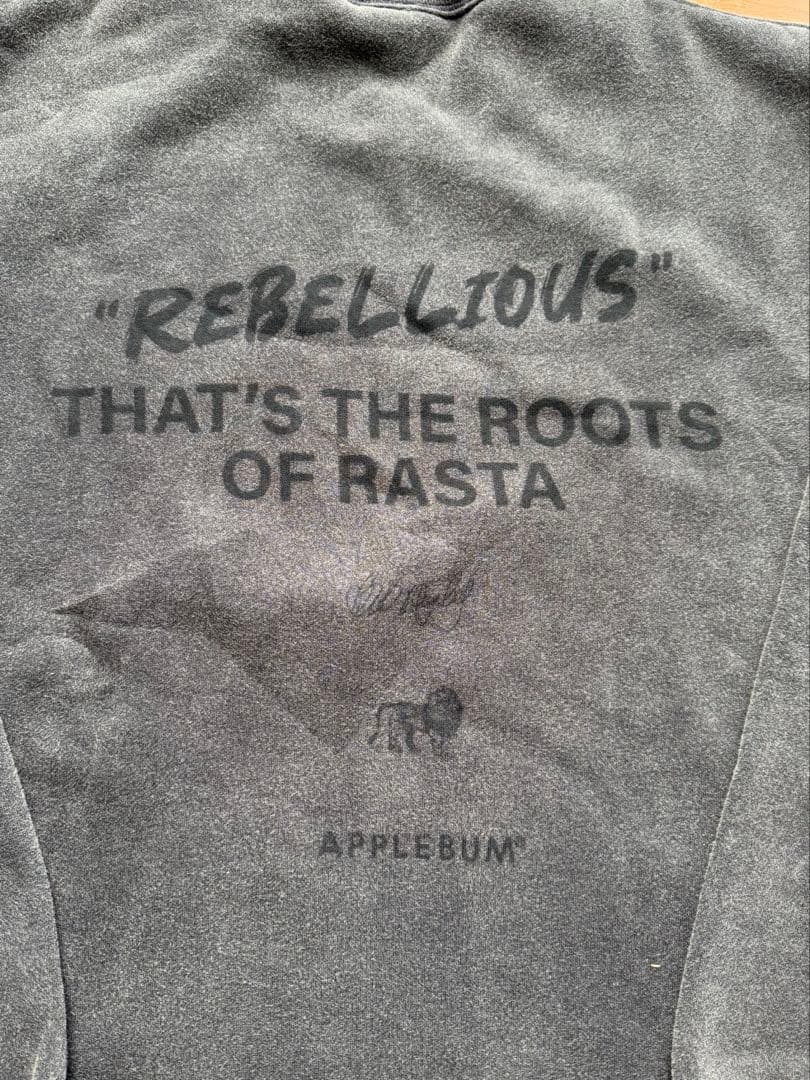 "REBELLIOUS"
THAT'S THE ROOTS
OF RASTA
APPLEBUM®